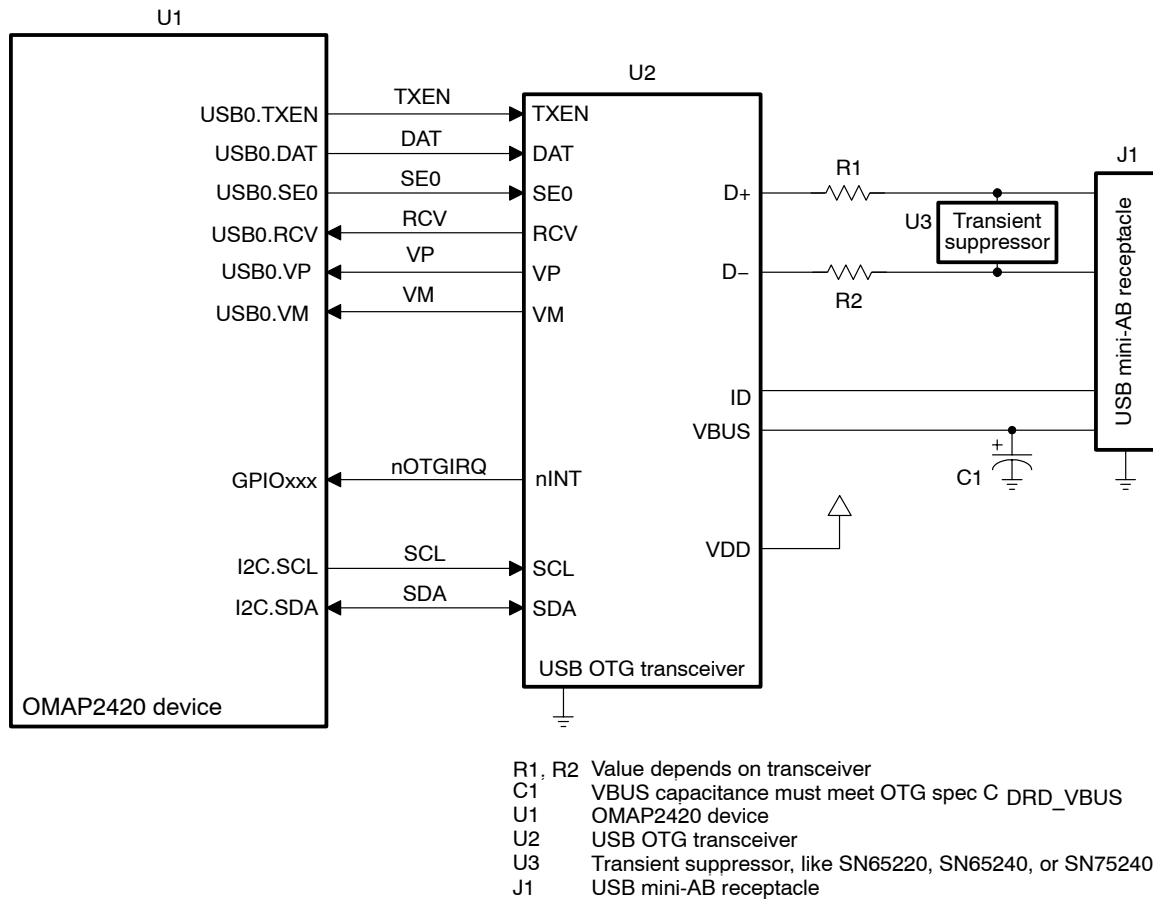 U1
U2
USB0.TXEN TXEN TXEN
USB0.DAT DAT DAT
USB0.SE0 SE0 SE0
USB0.RCV RCV RCV
USB0.VP VP VP
USB0.VM VM VM
GPIOxxx nOTGIRQ nINT
I2C.SCL SCL SCL
I2C.SDA SDA SDA
OMAP2420 device
USB OTG transceiver
D+
D−
ID
VBUS
VDD
R1
U3
Transient
suppressor
R2
+
C1
J1
USB mini-AB receptacle
R1, R2 Value depends on transceiver
C1 VBUS capacitance must meet OTG spec C DRD_VBUS
U1 OMAP2420 device
U2 USB OTG transceiver
U3 Transient suppressor, like SN65220, SN65240, or SN75240
J1 USB mini-AB receptacle